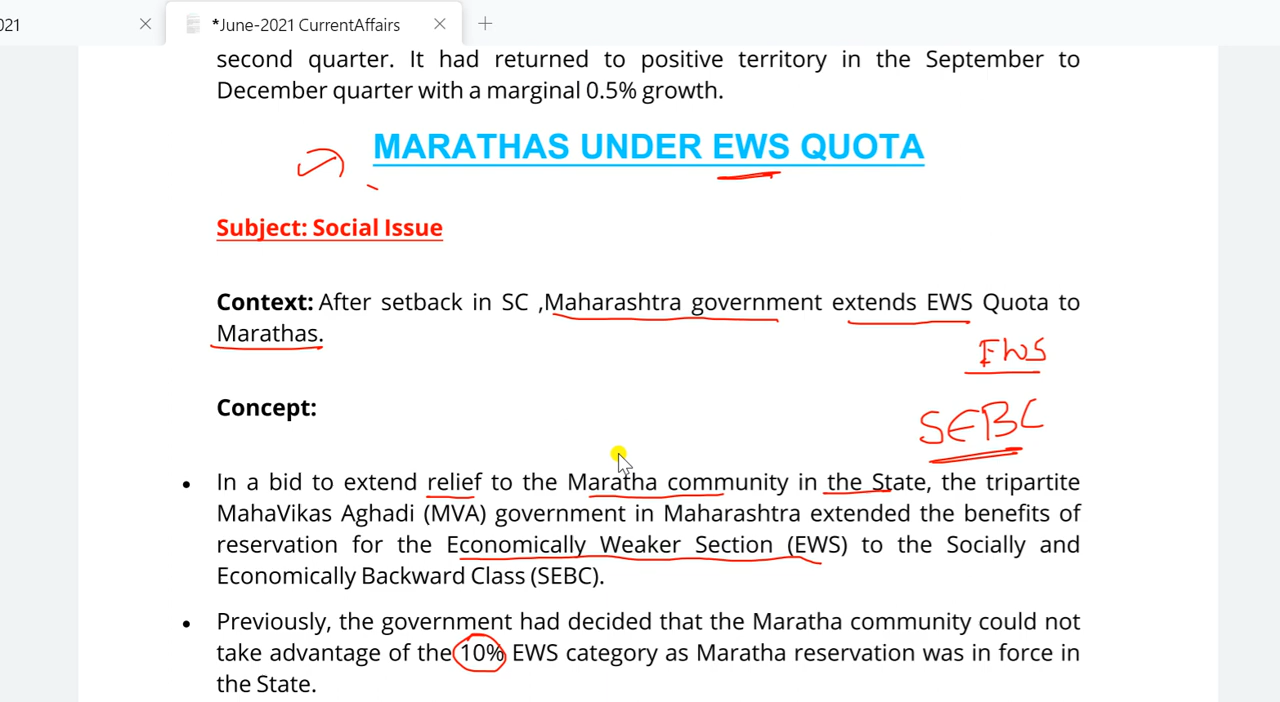 021
*June-2021 CurrentAffairs
second quarter. It had returned to positive territory in the September to
December quarter with a marginal 0.5% growth.
MARATHAS UNDER EWS QUOTA
Subject: Social Issue
Context: After setback in SC ,Maharashtra government extends EWS Quota to
Marathas.
EWS
Concept:
SEBC
• In a bid to extend relief to the Maratha community in the State, the tripartite
MahaVikas Aghadi (MVA) government in Maharashtra extended the benefits of
reservation for the Economically Weaker Section (EWS) to the Socially and
Economically Backward Class (SEBC).
• Previously, the government had decided that the Maratha community could not
take advantage of the 10% EWS category as Maratha reservation was in force in
the State.